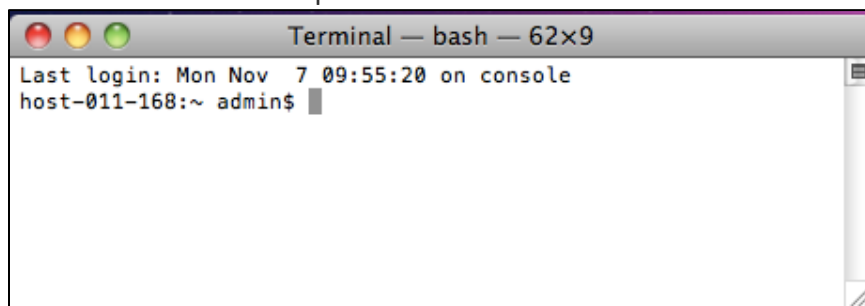 Terminal — bash — 62×9
Last login: Mon Nov  7 09:55:20 on console
host-011-168:~ admin$